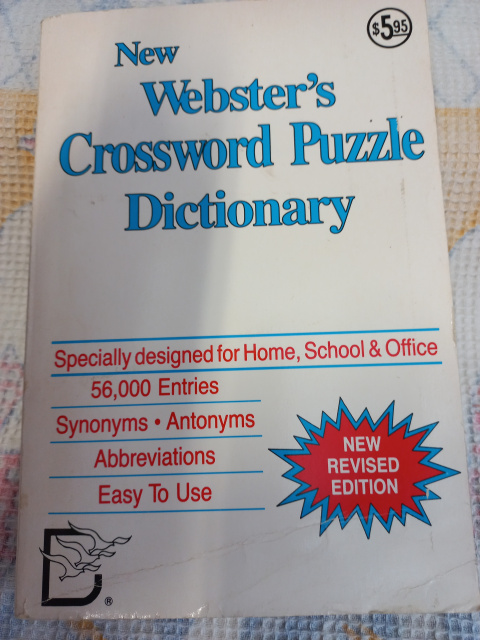 $5.95
New
Webster's
Crossword Puzzle
Dictionary
Specially designed for Home, School & Office
56,000 Entries
Synonyms • Antonyms
Abbreviations
Easy To Use
NEW
REVISED
EDITION
D
®